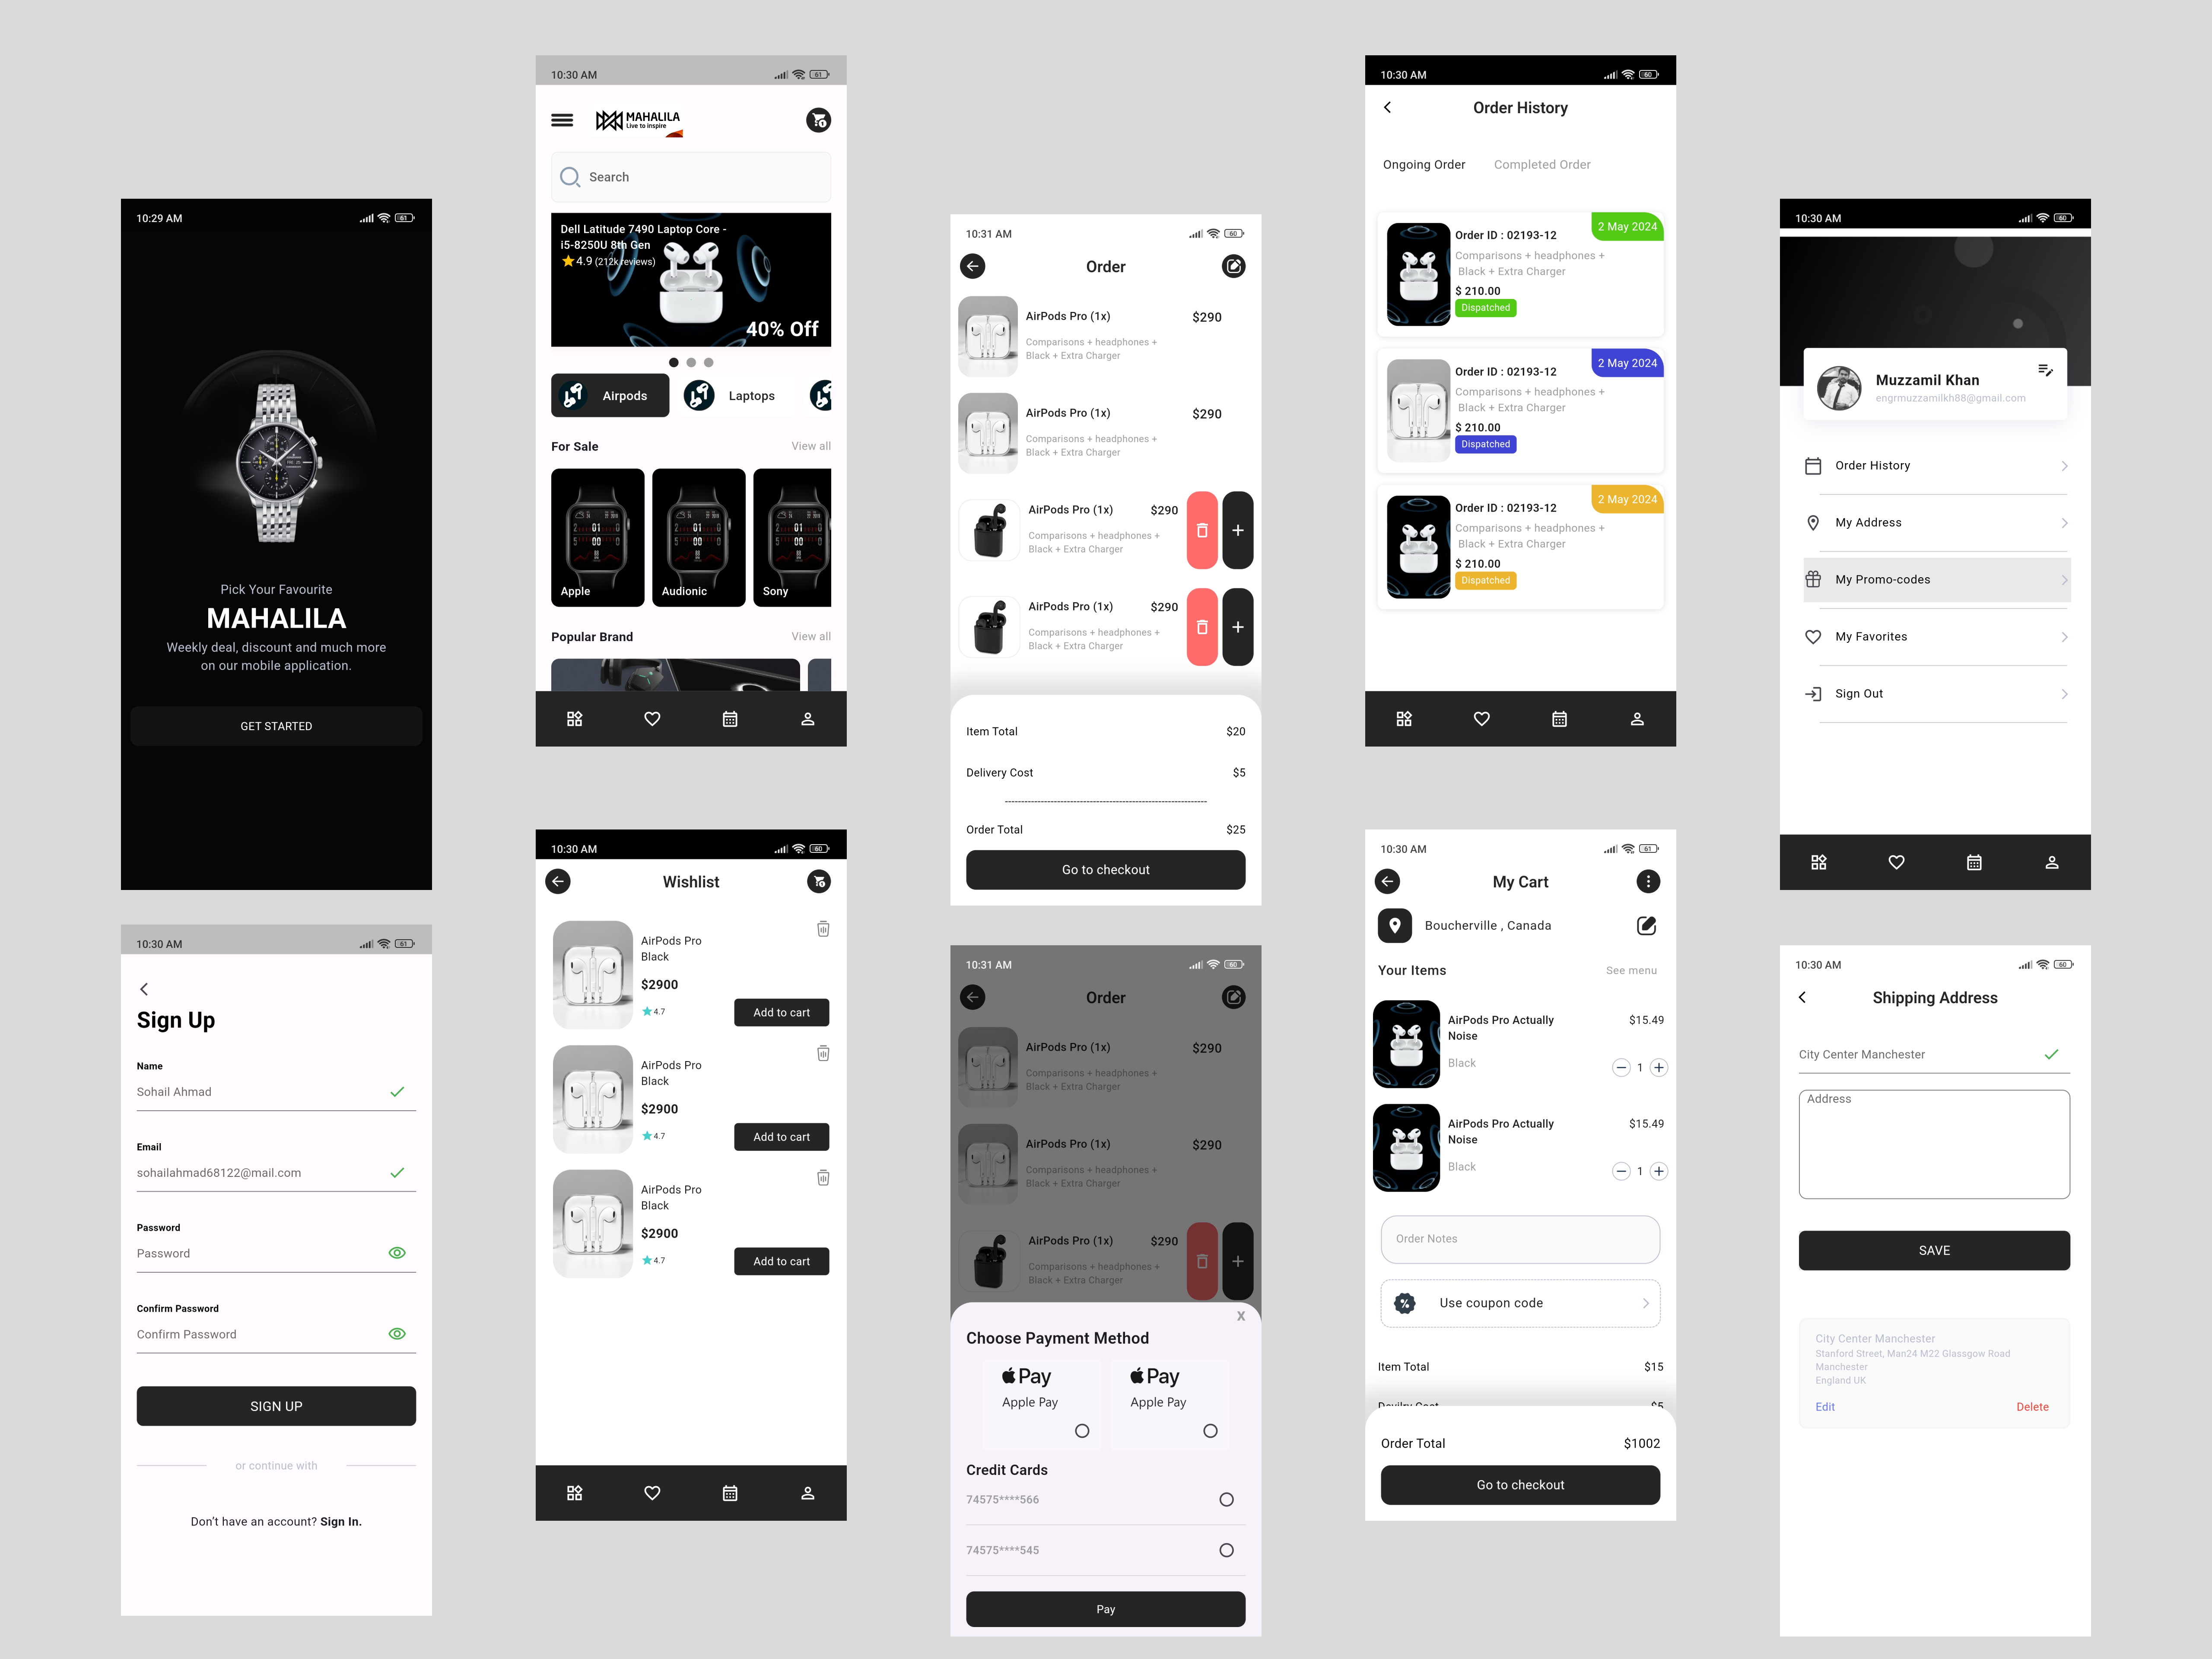 10:29 AM
61
Pick Your Favourite
MAHALILA
Weekly deal, discount and much more
on our mobile application.
GET STARTED
10:30 AM
61
Sign Up
Name
Sohail Ahmad
Email
sohailahmad68122@mail.com
Password
Password
Confirm Password
Confirm Password
SIGN UP
or continue with
Don't have an account? Sign In.
10:30 AM
61
MAHALILA
Live to inspire
Search
Dell Latitude 7490 Laptop Core -
i5-8250U 8th Gen
4.9 (212k reviews)
40% Off
Airpods
Laptops
For Sale
View all
Apple
Audionic
Sony
Popular Brand
View all
10:30 AM
60
Wishlist
AirPods Pro
Black
$2900
4.7
Add to cart
AirPods Pro
Black
$2900
4.7
Add to cart
AirPods Pro
Black
$2900
4.7
Add to cart
10:31 AM
60
Order
AirPods Pro (1x)
$290
Comparisons + headphones +
Black + Extra Charger
AirPods Pro (1x)
$290
Comparisons + headphones +
Black + Extra Charger
AirPods Pro (1x)
$290
Comparisons + headphones +
Black + Extra Charger
AirPods Pro (1x)
$290
Comparisons + headphones +
Black + Extra Charger
Item Total
$20
Delivery Cost
$5
Order Total
$25
Go to checkout
10:31 AM
60
Order
AirPods Pro (1x)
$290
Comparisons + headphones +
Black + Extra Charger
AirPods Pro (1x)
$290
Comparisons + headphones +
Black + Extra Charger
AirPods Pro (1x)
$290
Comparisons + headphones +
Black + Extra Charger
X
Choose Payment Method
Pay
Apple Pay
Pay
Apple Pay
Credit Cards
74575****566
74575****545
Pay
10:30 AM
60
Order History
Ongoing Order
Completed Order
2 May 2024
Order ID : 02193-12
Comparisons + headphones +
Black + Extra Charger
$ 210.00
Dispatched
2 May 2024
Order ID : 02193-12
Comparisons + headphones +
Black + Extra Charger
$ 210.00
Dispatched
2 May 2024
Order ID : 02193-12
Comparisons + headphones +
Black + Extra Charger
$ 210.00
Dispatched
10:30 AM
61
My Cart
Boucherville , Canada
Your Items
See menu
AirPods Pro Actually
Noise
$15.49
Black
1
AirPods Pro Actually
Noise
$15.49
Black
1
Order Notes
Use coupon code
Item Total
$15
Devilry Cost
$5
Order Total
$1002
Go to checkout
10:30 AM
60
Muzzamil Khan
engrmuzzamilkh88@gmail.com
Order History
My Address
My Promo-codes
My Favorites
Sign Out
10:30 AM
60
Shipping Address
City Center Manchester
Address
SAVE
City Center Manchester
Stanford Street, Man24 M22 Glassgow Road
Manchester
England UK
Edit
Delete